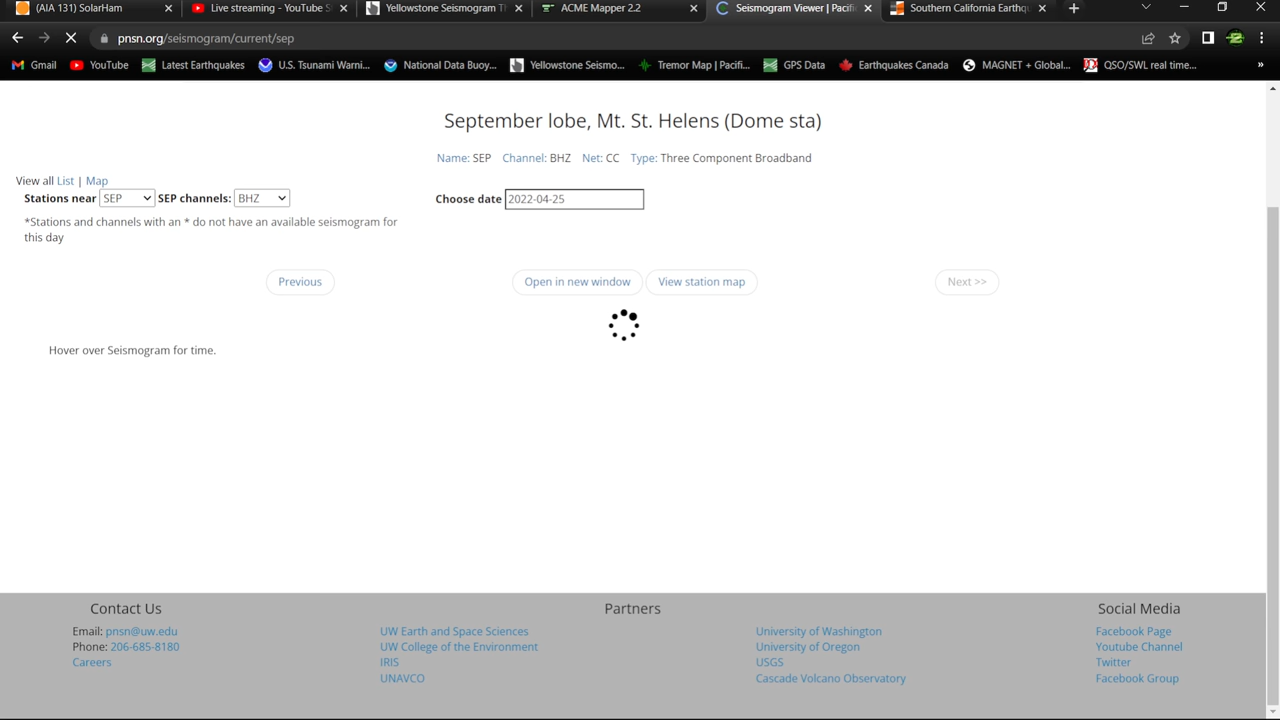 (AIA 131) SolarHam
Live streaming - YouTube S
Yellowstone Seismogram T
ACME Mapper 2.2
Seismogram Viewer | Pacifi
Southern California Earthqu
pnsn.org/seismogram/current/sep
Gmail
YouTube
Latest Earthquakes
U.S. Tsunami Warni...
National Data Buoy...
Yellowstone Seismo...
Tremor Map | Pacifi...
GPS Data
Earthquakes Canada
MAGNET + Global...
QSO/SWL real time...
»
September lobe, Mt. St. Helens (Dome sta)
Name: SEP Channel: BHZ Net: CC Type: Three Component Broadband
View all List | Map
Stations near SEP SEP channels: BHZ
Choose date 2022-04-25
*Stations and channels with an * do not have an available seismogram for
this day
Previous
Open in new window
View station map
Next >>
Hover over Seismogram for time.
Contact Us
Email: pnsn@uw.edu
Phone: 206-685-8180
Careers
Partners
UW Earth and Space Sciences
UW College of the Environment
IRIS
UNAVCO
University of Washington
University of Oregon
USGS
Cascade Volcano Observatory
Social Media
Facebook Page
Youtube Channel
Twitter
Facebook Group